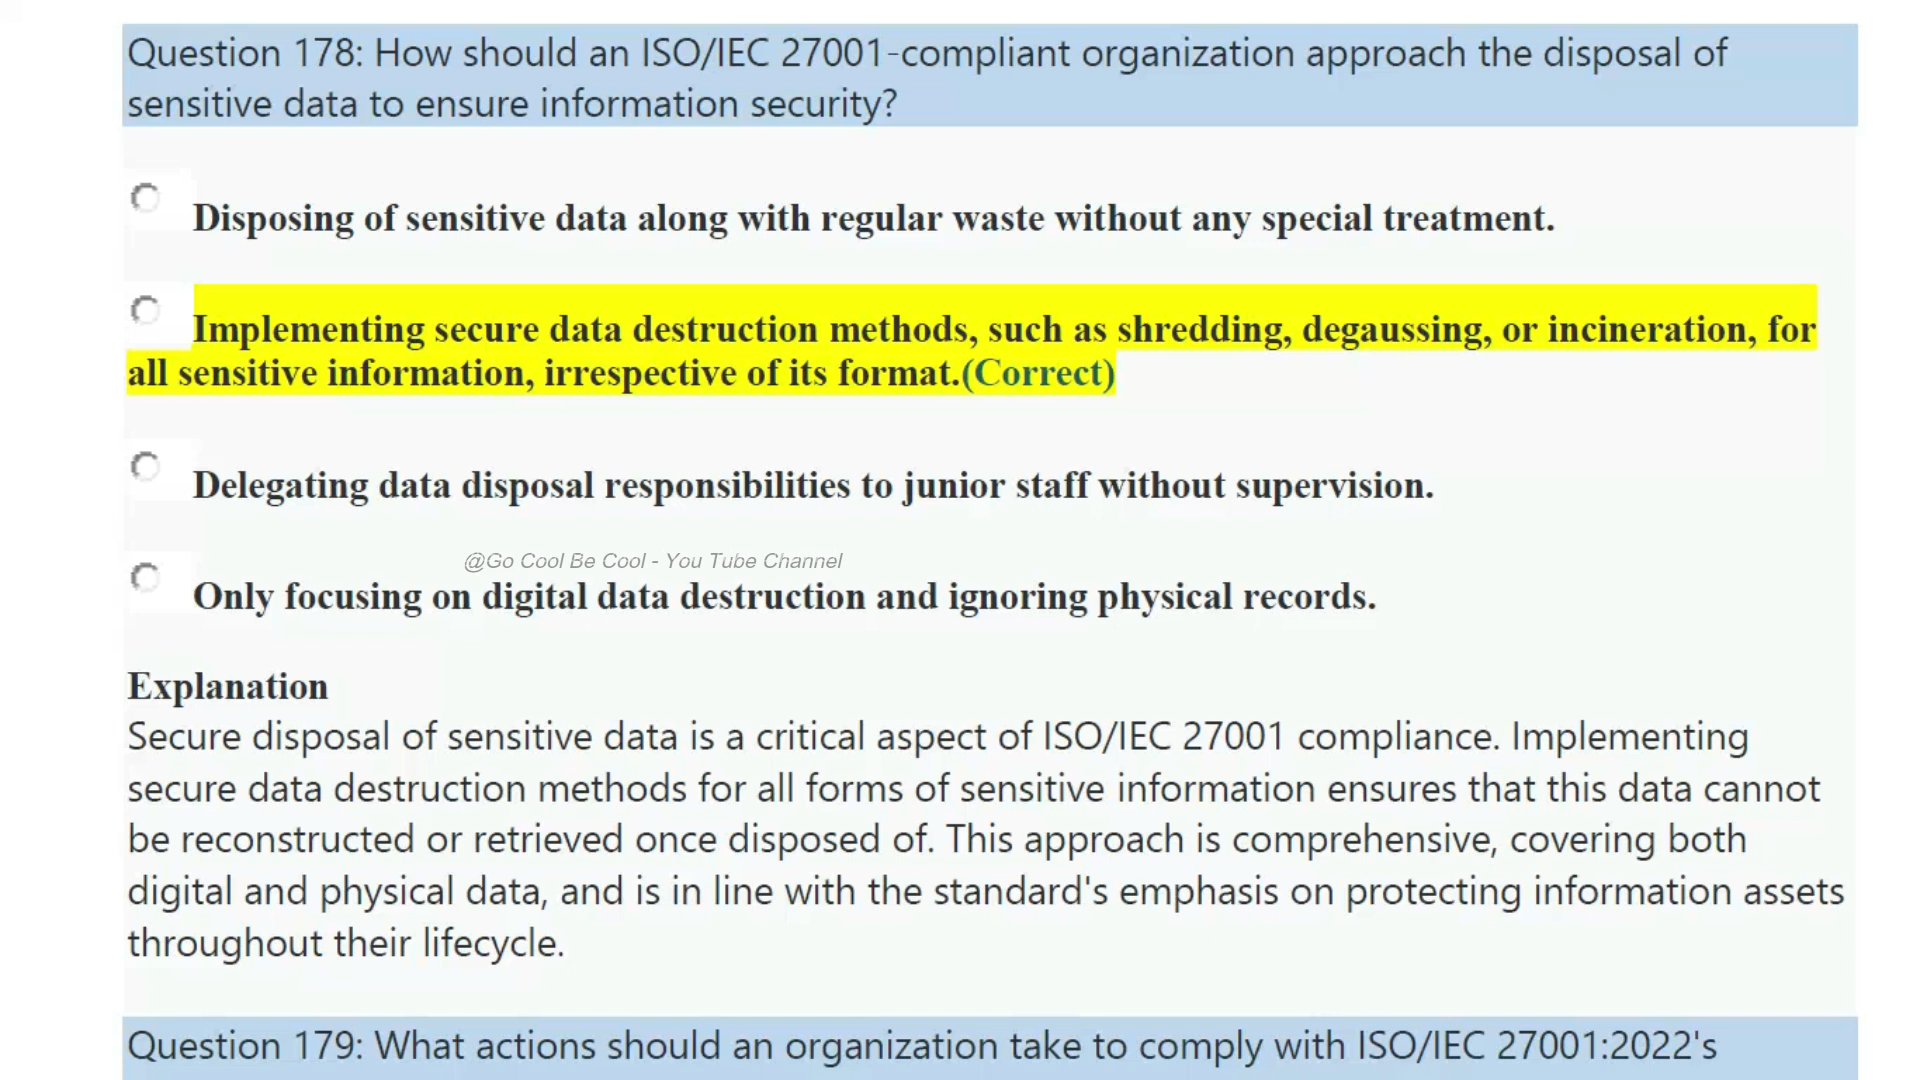 Question 178: How should an ISO/IEC 27001-compliant organization approach the disposal of
sensitive data to ensure information security?
Disposing of sensitive data along with regular waste without any special treatment.
Implementing secure data destruction methods, such as shredding, degaussing, or incineration, for
all sensitive information, irrespective of its format.(Correct)
Delegating data disposal responsibilities to junior staff without supervision.
@Go Cool Be Cool - You Tube Channel
Only focusing on digital data destruction and ignoring physical records.
Explanation
Secure disposal of sensitive data is a critical aspect of ISO/IEC 27001 compliance. Implementing
secure data destruction methods for all forms of sensitive information ensures that this data cannot
be reconstructed or retrieved once disposed of. This approach is comprehensive, covering both
digital and physical data, and is in line with the standard's emphasis on protecting information assets
throughout their lifecycle.
Question 179: What actions should an organization take to comply with ISO/IEC 27001:2022's